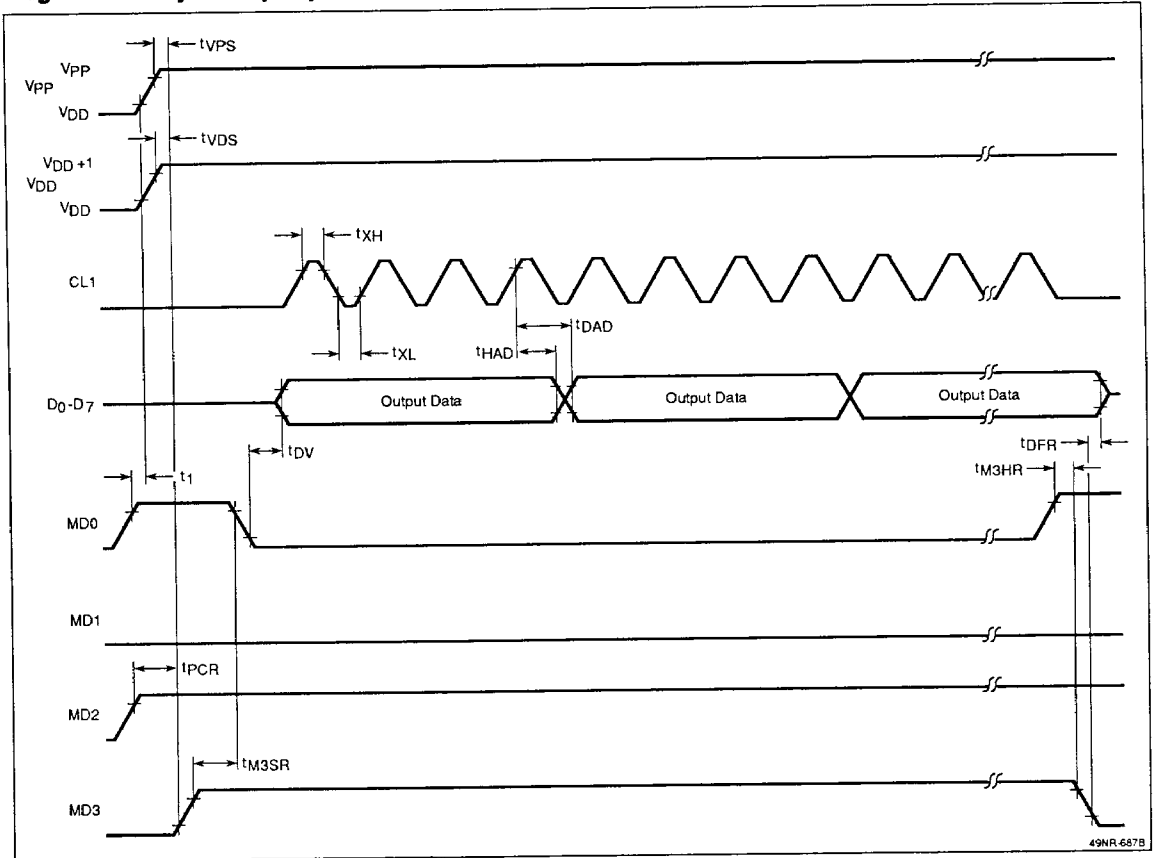 tVPS
VPP
VPP
VDD
tVDS
VDD +1
VDD
VDD
tXH
CL1
tDAD
tXL
tHAD
D0-D7
Output Data
Output Data
Output Data
tDV
tDFR
t1
tM3HR
MD0
MD1
tPCR
MD2
tM3SR
MD3
49NR-687B